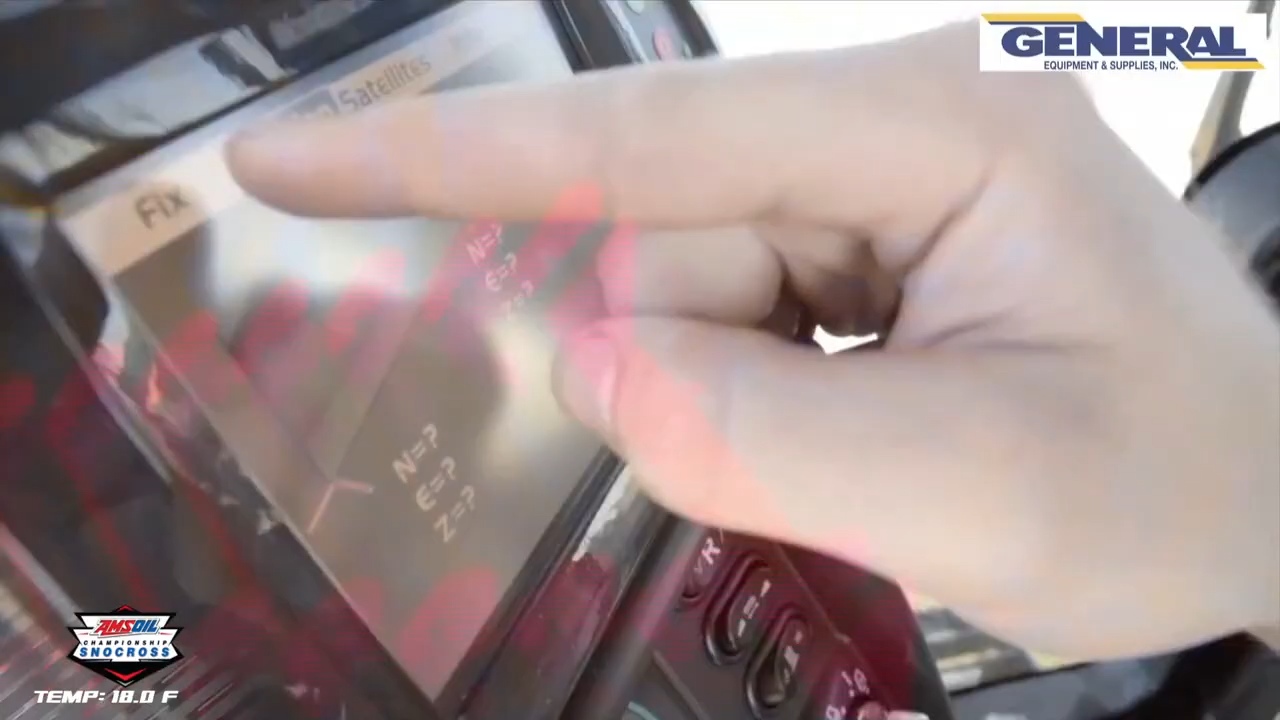 GENERAL
EQUIPMENT & SUPPLIES, INC.
Satellites
Fix
N=?
E=?
Z=?
N=?
E=?
Z=?
AMSOIL
CHAMPIONSHIP
SNOCROSS
TEMP: 18.0 F